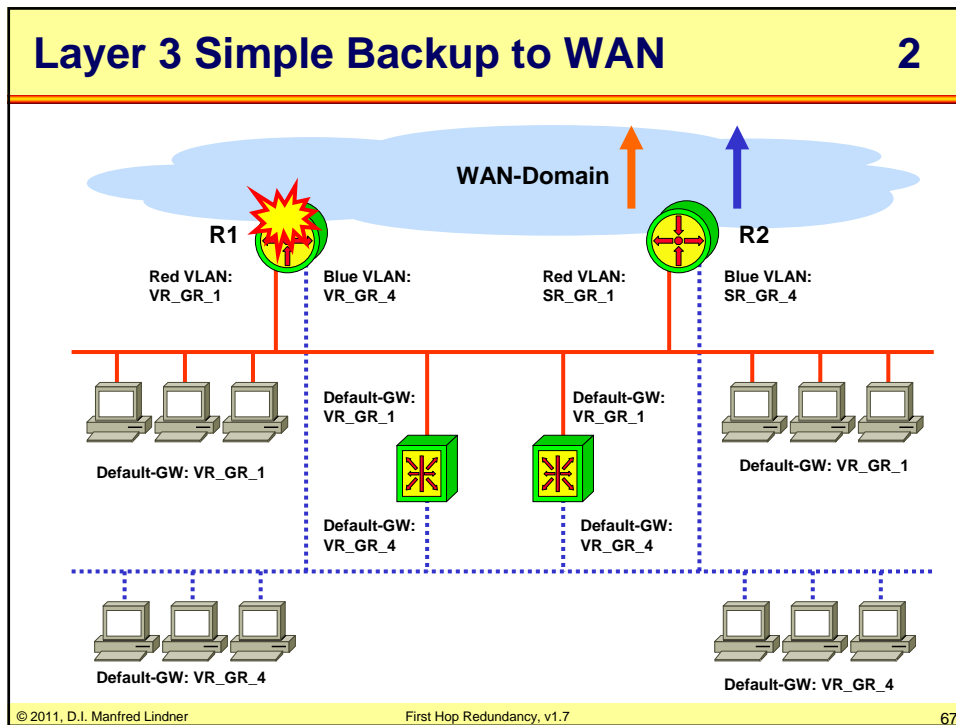 Layer 3 Simple Backup to WAN 2
WAN-Domain
R1
R2
Red VLAN:
VR_GR_1
Blue VLAN:
VR_GR_4
Red VLAN:
SR_GR_1
Blue VLAN:
SR_GR_4
Default-GW:
VR_GR_1
Default-GW:
VR_GR_1
Default-GW: VR_GR_1
Default-GW: VR_GR_1
Default-GW:
VR_GR_4
Default-GW:
VR_GR_4
Default-GW: VR_GR_4
Default-GW: VR_GR_4
© 2011, D.I. Manfred Lindner First Hop Redundancy, v1.7 67